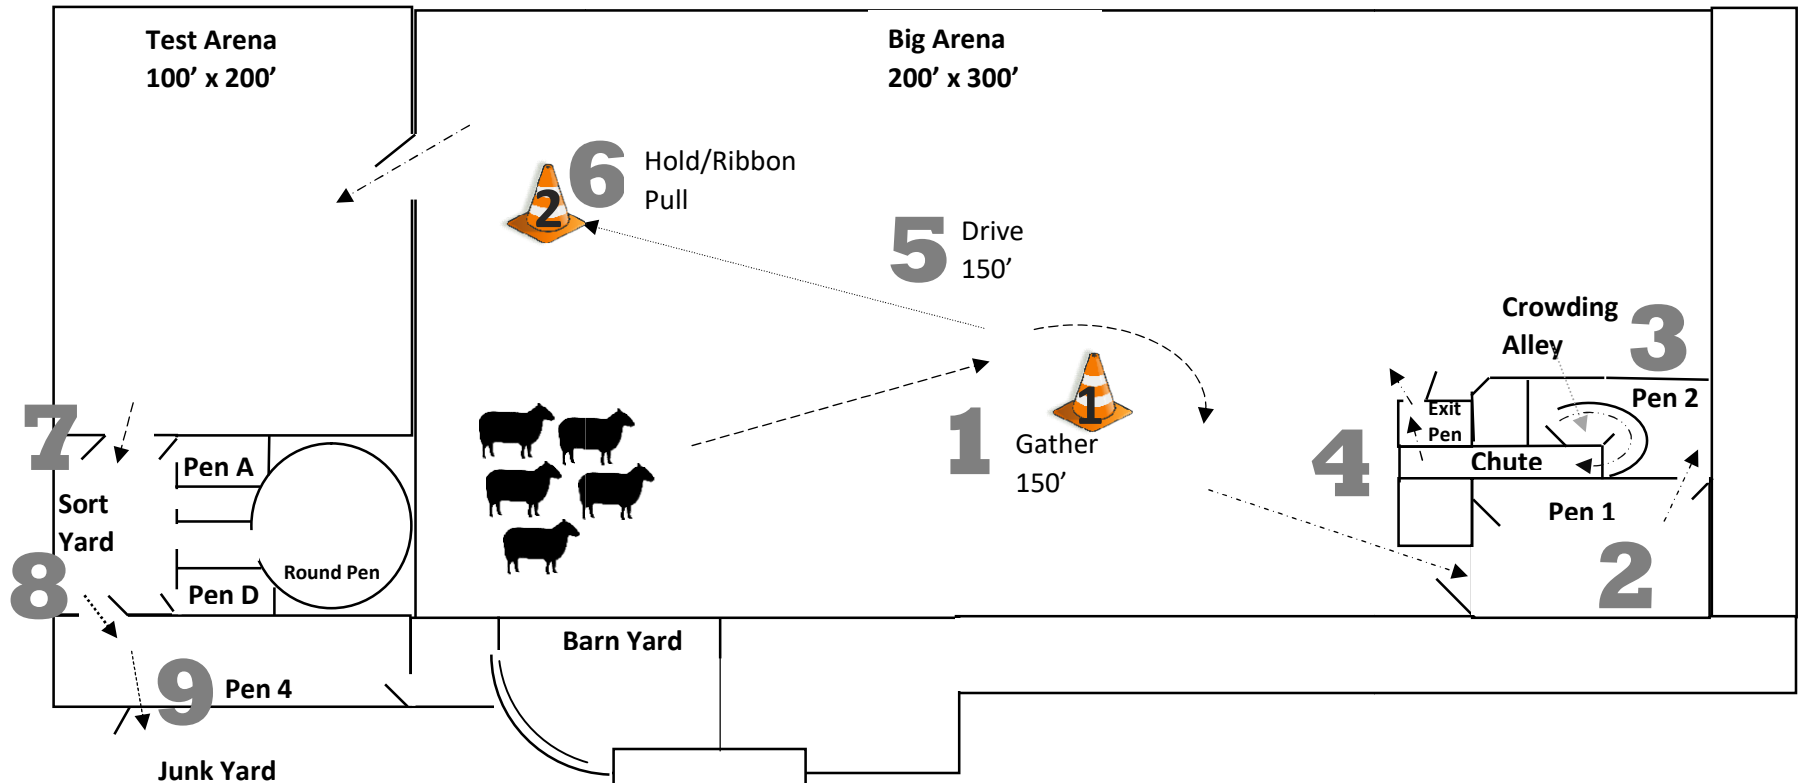 Test Arena
100’ x 200’
Big Arena
200’ x 300’
6
Hold/Ribbon
Pull
2
5
Drive
150’
Crowding
Alley
3
1
1
Gather
150’
4
Exit
Pen
Pen 2
Chute
Pen 1
2
7
Pen A
Sort
Yard
Round Pen
8
Pen D
Barn Yard
9
Pen 4
Junk Yard